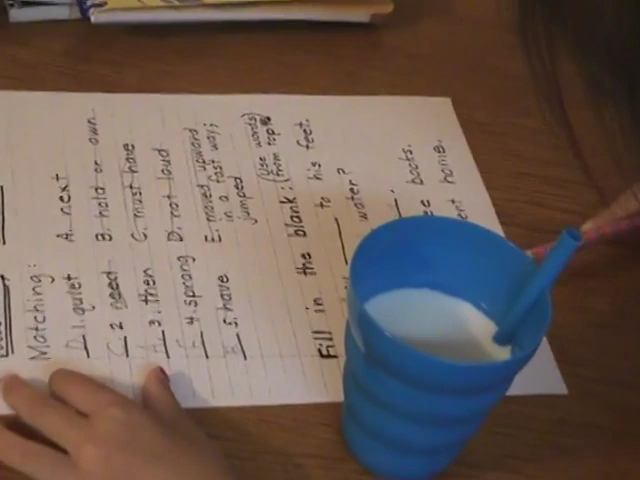 Matching:
D 1. quiet A. next
C 2 need B. hold or own
A 3. then C. must have
E 4. sprang D. not loud
B 5. have E. moved upward
in a fast way;
jumped
Fill in the blank: (Use words
from top)
to his feet.
water?
boots.
home.